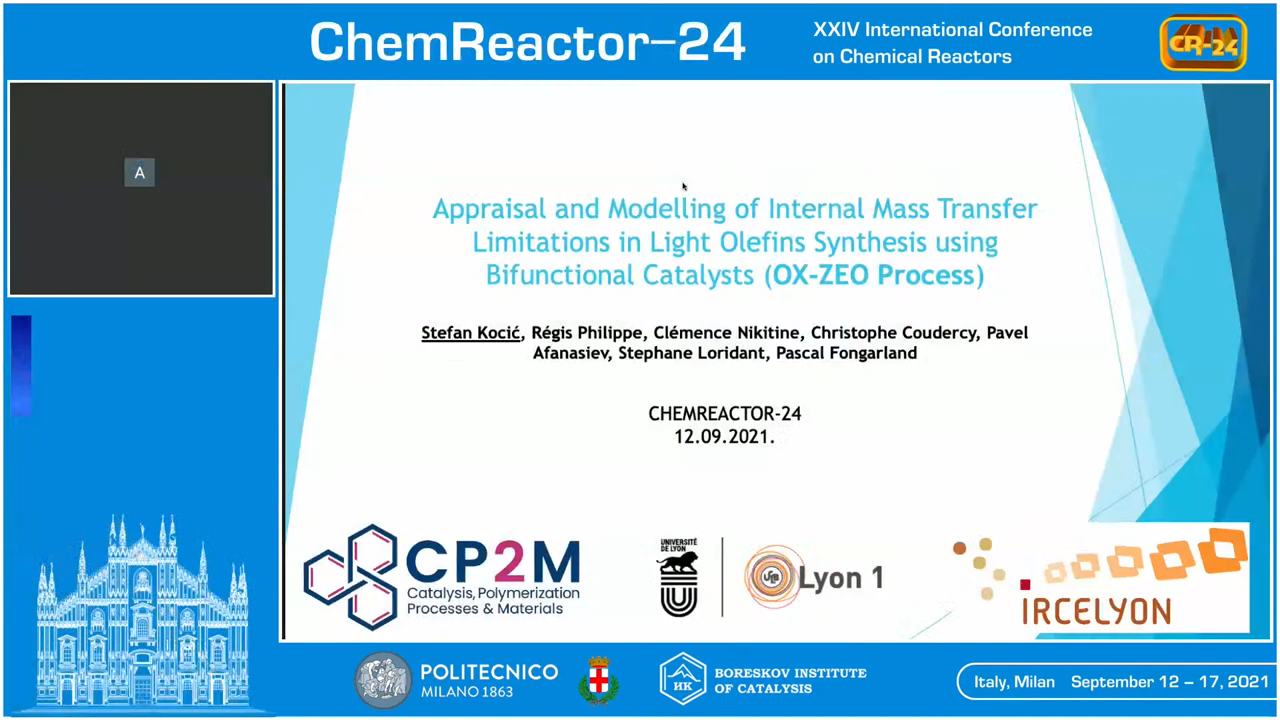 ChemReactor–24
XXIV International Conference
on Chemical Reactors
CR-24
A
Appraisal and Modelling of Internal Mass Transfer
Limitations in Light Olefins Synthesis using
Bifunctional Catalysts (OX-ZEO Process)
Stefan Kocić, Régis Philippe, Clémence Nikitine, Christophe Coudercy, Pavel
Afanasiev, Stephane Loridant, Pascal Fongarland
CHEMREACTOR-24
12.09.2021.
CP2M
Catalysis, Polymerization
Processes & Materials
UNIVERSITÉ
DE LYON
Lyon 1
IRCELYON
POLITECNICO
MILANO 1863
НК
BORESKOV INSTITUTE
OF CATALYSIS
Italy, Milan September 12 – 17, 2021